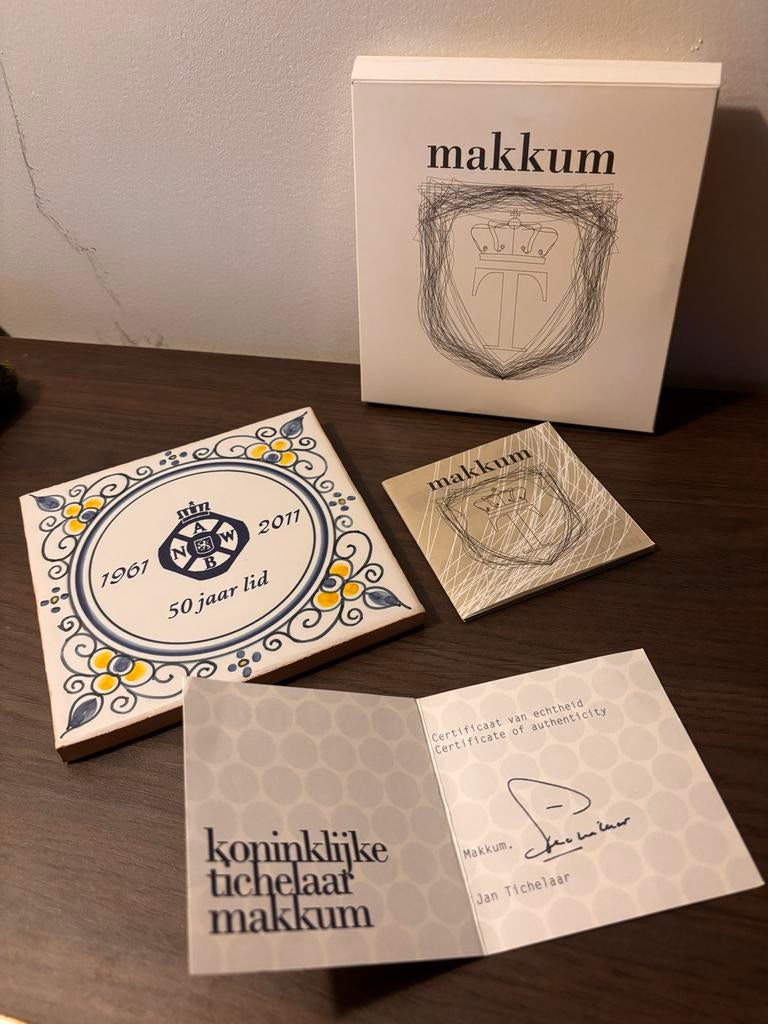 makkum
T
makkum
T
A
N W
B
1961 2011
50 jaar lid
Certificaat van echtheid
Certificate of authenticity
Makkum,
Jan Tichelaar
koninklijke
tichelaar
makkum